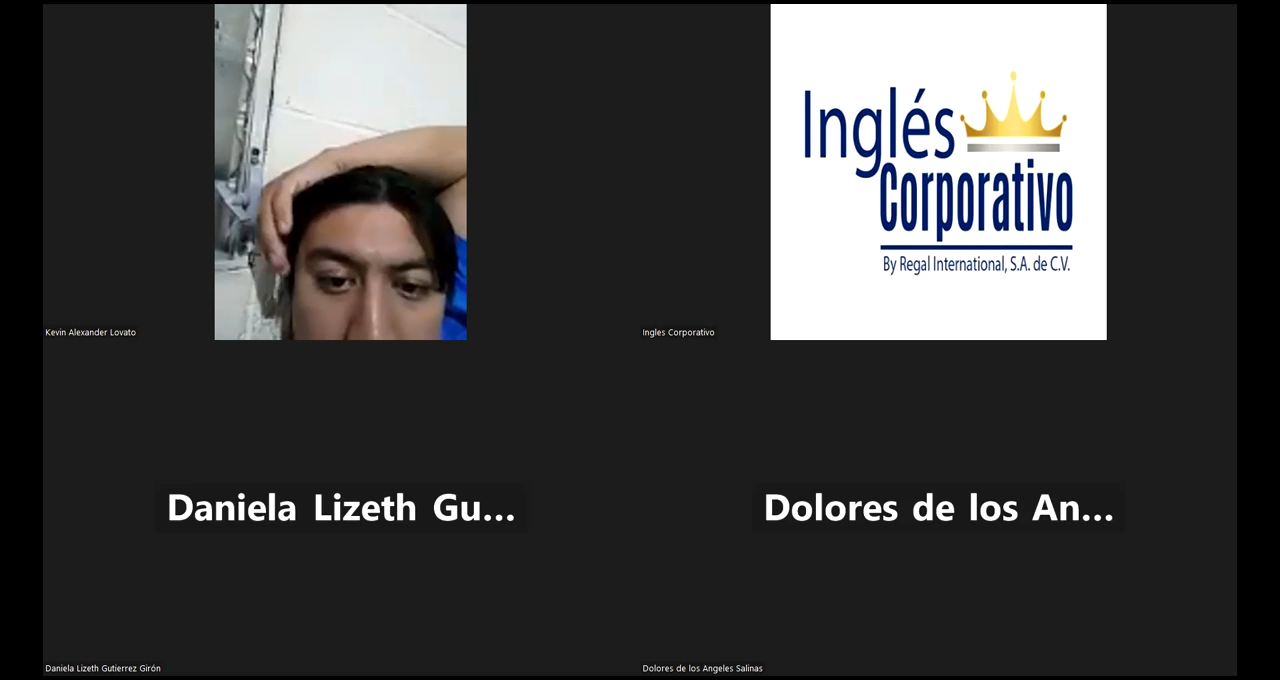 Kevin Alexander Lovato
Inglés
Corporativo
By Regal International, S.A. de C.V.
Ingles Corporativo
Daniela Lizeth Gu...
Dolores de los An...
Daniela Lizeth Gutierrez Girón
Dolores de los Angeles Salinas